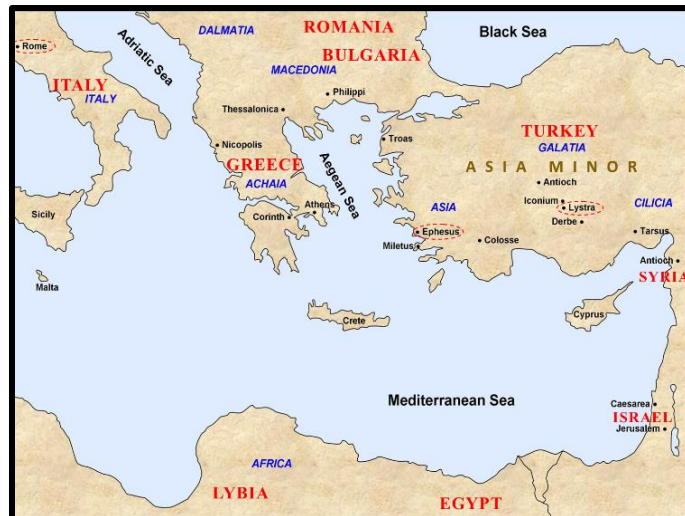 DALMATIA
ROMANIA
Black Sea
Adriatic Sea
Rome
BULGARIA
MACEDONIA
ITALY
ITALY
Philippi
Thessalonica
TURKEY
Troas
Nicopolis
GALATIA
GREECE
Aegean Sea
ASIA MINOR
ACHAIA
Antioch
Athens
ASIA
Iconium
Lystra
CILICIA
Sicily
Corinth
Derbe
Ephesus
Tarsus
Miletus
Colosse
Antioch
SYRIA
Malta
Cyprus
Crete
Mediterranean Sea
Caesarea
ISRAEL
Jerusalem
AFRICA
LYBIA
EGYPT